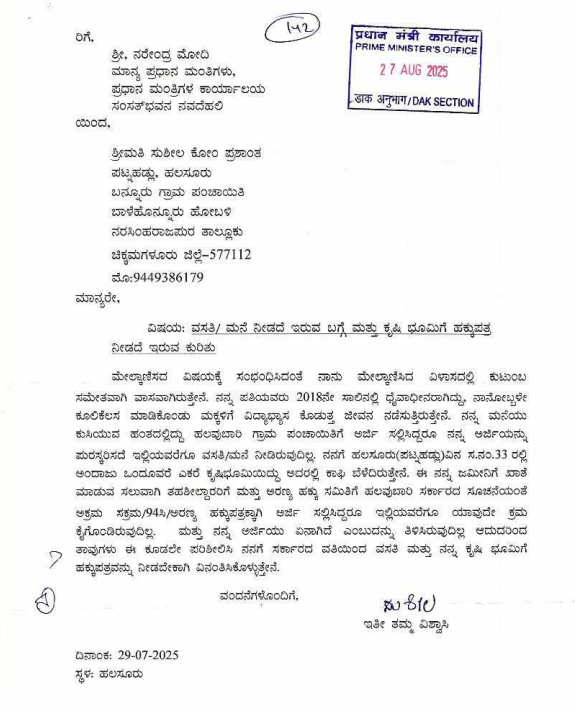 142
ರಿಗೆ,
प्रधान मंत्री कार्यालय
PRIME MINISTER'S OFFICE
27 AUG 2025
डाक अनुभाग/DAK SECTION
ಶ್ರೀ, ನರೇಂದ್ರ ಮೋದಿ
ಮಾನ್ಯ ಪ್ರಧಾನ ಮಂತಿಗಳು,
ಪ್ರಧಾನ ಮಂತ್ರಿಗಳ ಕಾರ್ಯಾಲಯ
ಸಂಸತ್‌ಭವನ ನವದೆಹಲಿ
ಯಿಂದ,
ಶ್ರೀಮತಿ ಸುಶೀಲ ಕೋಂ ಪ್ರಶಾಂತ
ಪಟ್ನಹಡ್ಲು, ಹಲಸೂರು
ಬನ್ನೂರು ಗ್ರಾಮ ಪಂಚಾಯಿತಿ
ಬಾಳೆಹೊನ್ನೂರು ಹೋಬಳಿ
ನರಸಿಂಹರಾಜಪುರ ತಾಲ್ಲೂಕು
ಚಿಕ್ಕಮಗಳೂರು ಜಿಲ್ಲೆ-577112
ಮೊ:9449386179
ಮಾನ್ಯರೇ,
ವಿಷಯ: ವಸತಿ/ ಮನೆ ನೀಡದೆ ಇರುವ ಬಗ್ಗೆ ಮತ್ತು ಕೃಷಿ ಭೂಮಿಗೆ ಹಕ್ಕುಪತ್ರ
ನೀಡದೆ ಇರುವ ಕುರಿತು
ಮೇಲ್ಕಾಣಿಸದ ವಿಷಯಕ್ಕೆ ಸಂಭಂಧಿಸಿದಂತೆ ನಾನು ಮೇಲ್ಕಾಣಿಸಿದ ವಿಳಾಸದಲ್ಲಿ ಕುಟುಂಬ
ಸಮೇತವಾಗಿ ವಾಸವಾಗಿರುತ್ತೇನೆ. ನನ್ನ ಪತಿಯವರು 2018ನೇ ಸಾಲಿನಲ್ಲಿ ಧೈವಾಧೀನರಾಗಿದ್ದು, ನಾನೋಬ್ಬಳೇ
ಕೂಲಿಕೆಲಸ ಮಾಡಿಕೊಂಡು ಮಕ್ಕಳಿಗೆ ವಿದ್ಯಾಭ್ಯಾಸ ಕೊಡುತ್ತ ಜೀವನ ನಡೆಸುತ್ತಿರುತ್ತೇನೆ. ನನ್ನ ಮನೆಯು
ಕುಸಿಯುವ ಹಂತದಲ್ಲಿದ್ದು ಹಲವುಬಾರಿ ಗ್ರಾಮ ಪಂಚಾಯಿತಿಗೆ ಅರ್ಜಿ ಸಲ್ಲಿಸಿದ್ದರೂ ನನ್ನ ಅರ್ಜಿಯನ್ನು
ಪುರಸ್ಕರಿಸದೆ ಇಲ್ಲಿಯವರೆಗೂ ವಸತಿ/ಮನೆ ನೀಡಿರುವುದಿಲ್ಲ. ನನಗೆ ಹಲಸೂರು(ಪಟ್ನಹಡ್ಲು)ವಿನ ಸ.ನಂ.33 ರಲ್ಲಿ
ಅಂದಾಜು ಒಂದೂವರೆ ಎಕರೆ ಕೃಷಿಭೂಮಿಯಿದ್ದು ಅದರಲ್ಲಿ ಕಾಫಿ ಬೆಳೆದಿರುತ್ತೇನೆ. ಈ ನನ್ನ ಜಮೀನಿಗೆ ಖಾತೆ
ಮಾಡುವ ಸಲುವಾಗಿ ತಹಶೀಲ್ದಾರರಿಗೆ ಮತ್ತು ಅರಣ್ಯ ಹಕ್ಕು ಸಮಿತಿಗೆ ಹಲವುಬಾರಿ ಸರ್ಕಾರದ ಸೂಚನೆಯಂತೆ
ಅಕ್ರಮ ಸಕ್ರಮ/94ಸಿ/ಅರಣ್ಯ ಹಕ್ಕುಪತ್ರಕ್ಕಾಗಿ ಅರ್ಜಿ ಸಲ್ಲಿಸಿದ್ದರೂ ಇಲ್ಲಿಯವರೆಗೂ ಯಾವುದೇ ಕ್ರಮ
ಕೈಗೊಂಡಿರುವುದಿಲ್ಲ. ಮತ್ತು ನನ್ನ ಅರ್ಜಿಯು ಏನಾಗಿದೆ ಎಂಬುದನ್ನು ತಿಳಿಸಿರುವುದಿಲ್ಲ ಆದುದರಿಂದ
ತಾವುಗಳು ಈ ಕೂಡಲೇ ಪರಿಶೀಲಿಸಿ ನನಗೆ ಸರ್ಕಾರದ ವತಿಯಿಂದ ವಸತಿ ಮತ್ತು ನನ್ನ ಕೃಷಿ ಭೂಮಿಗೆ
ಹಕ್ಕುಪತ್ರವನ್ನು ನೀಡಬೇಕಾಗಿ ವಿನಂತಿಸಿಕೊಳ್ಳುತ್ತೇನೆ.
ವಂದನೆಗಳೊಂದಿಗೆ,
ಸುಶೀಲ
ಇತೀ ತಮ್ಮ ವಿಶ್ವಾಸಿ
ದಿನಾಂಕ: 29-07-2025
ಸ್ಥಳ: ಹಲಸೂರು